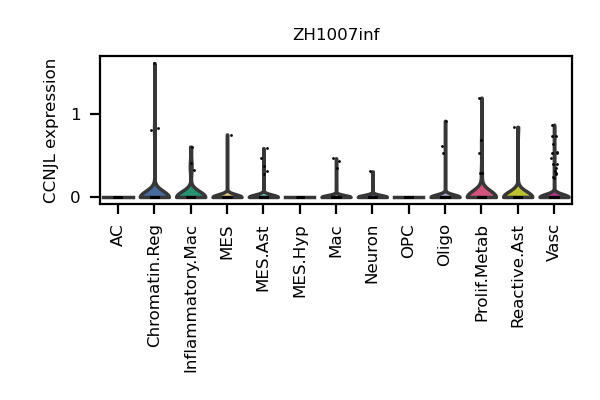 ZH1007inf
CCNJL expression
1
0
AC
Chromatin.Reg
Inflammatory.Mac
MES
MES.Ast
MES.Hyp
Mac
Neuron
OPC
Oligo
Prolif.Metab
Reactive.Ast
Vasc